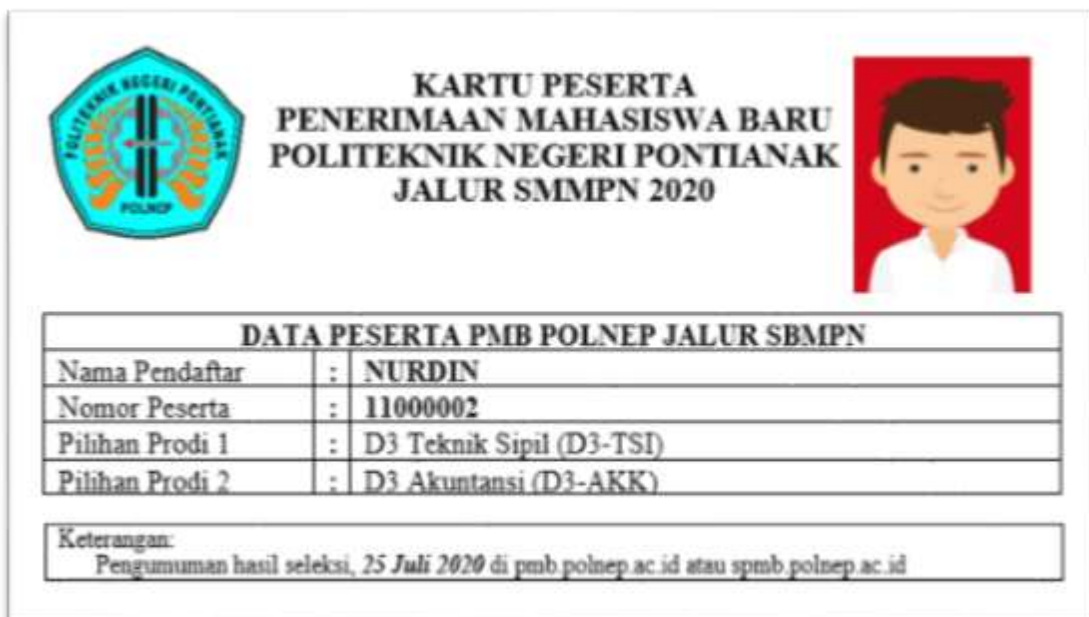 POLITEKNIK NEGERI PONTIANAK
POLNEP
KARTU PESERTA
PENERIMAAN MAHASISWA BARU
POLITEKNIK NEGERI PONTIANAK
JALUR SMMPN 2020
DATA PESERTA PMB POLNEP JALUR SBMPN
Nama Pendaftar : NURDIN
Nomor Peserta : 11000002
Pilihan Prodi 1 : D3 Teknik Sipil (D3-TSI)
Pilihan Prodi 2 : D3 Akuntansi (D3-AKK)
Keterangan:
Pengumuman hasil seleksi, 25 Juli 2020 di pmb.polnep.ac.id atau spmb.polnep.ac.id